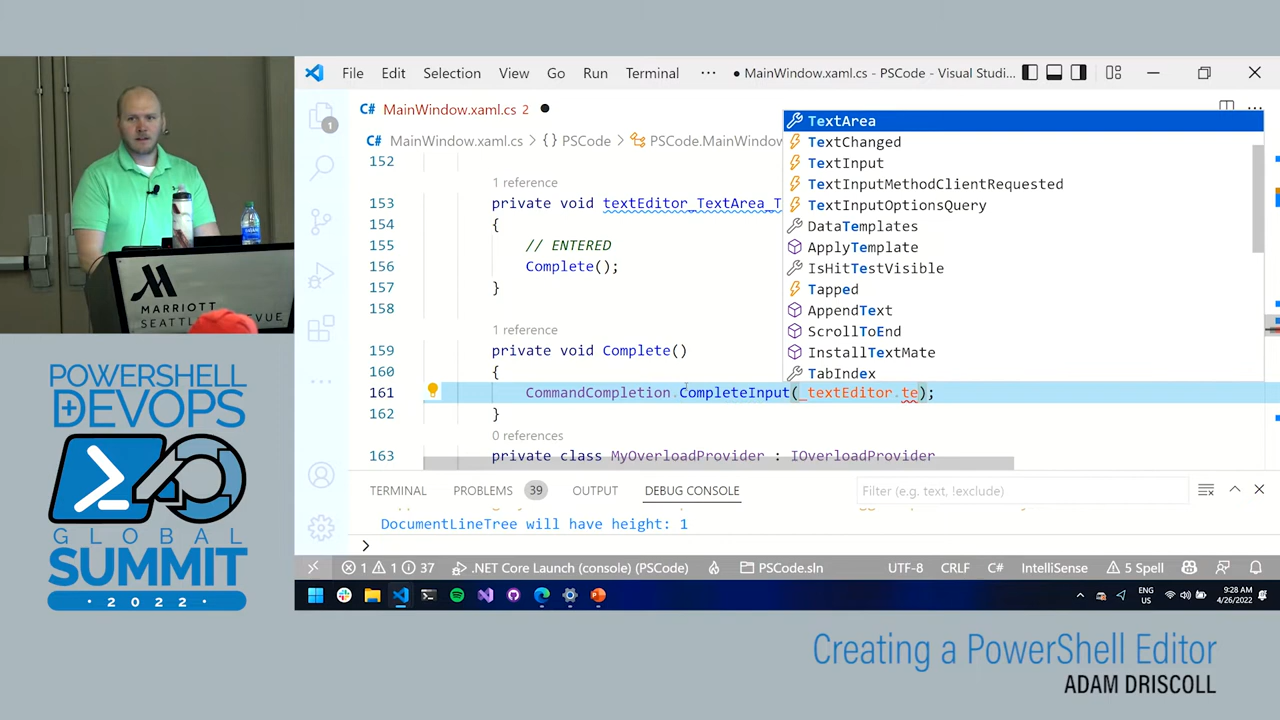 File Edit Selection View Go Run Terminal ··· ● MainWindow.xaml.cs - PSCode - Visual Studi...
1
C# MainWindow.xaml.cs 2 ●
C# MainWindow.xaml.cs > {} PSCode > PSCode.MainWindow
152
1 reference
153 private void textEditor_TextArea_T
154 {
155 // ENTERED
156 Complete();
157 }
158
1 reference
159 private void Complete()
160 {
161 CommandCompletion.CompleteInput(_textEditor.te);
162 }
0 references
163 private class MyOverloadProvider : IOverloadProvider
TextArea
TextChanged
TextInput
TextInputMethodClientRequested
TextInputOptionsQuery
DataTemplates
ApplyTemplate
IsHitTestVisible
Tapped
AppendText
ScrollToEnd
InstallTextMate
TabIndex
TERMINAL PROBLEMS 39 OUTPUT DEBUG CONSOLE Filter (e.g. text, !exclude)
DocumentLineTree will have height: 1
>
1 1 37 .NET Core Launch (console) (PSCode) PSCode.sln UTF-8 CRLF C# IntelliSense 5 Spell
ENG
US
9:28 AM
4/26/2022
MARRIOTT
POWERSHELL
+DEVOPS
GLOBAL
SUMMIT
· 2 0 2 2 ·
Creating a PowerShell Editor
ADAM DRISCOLL